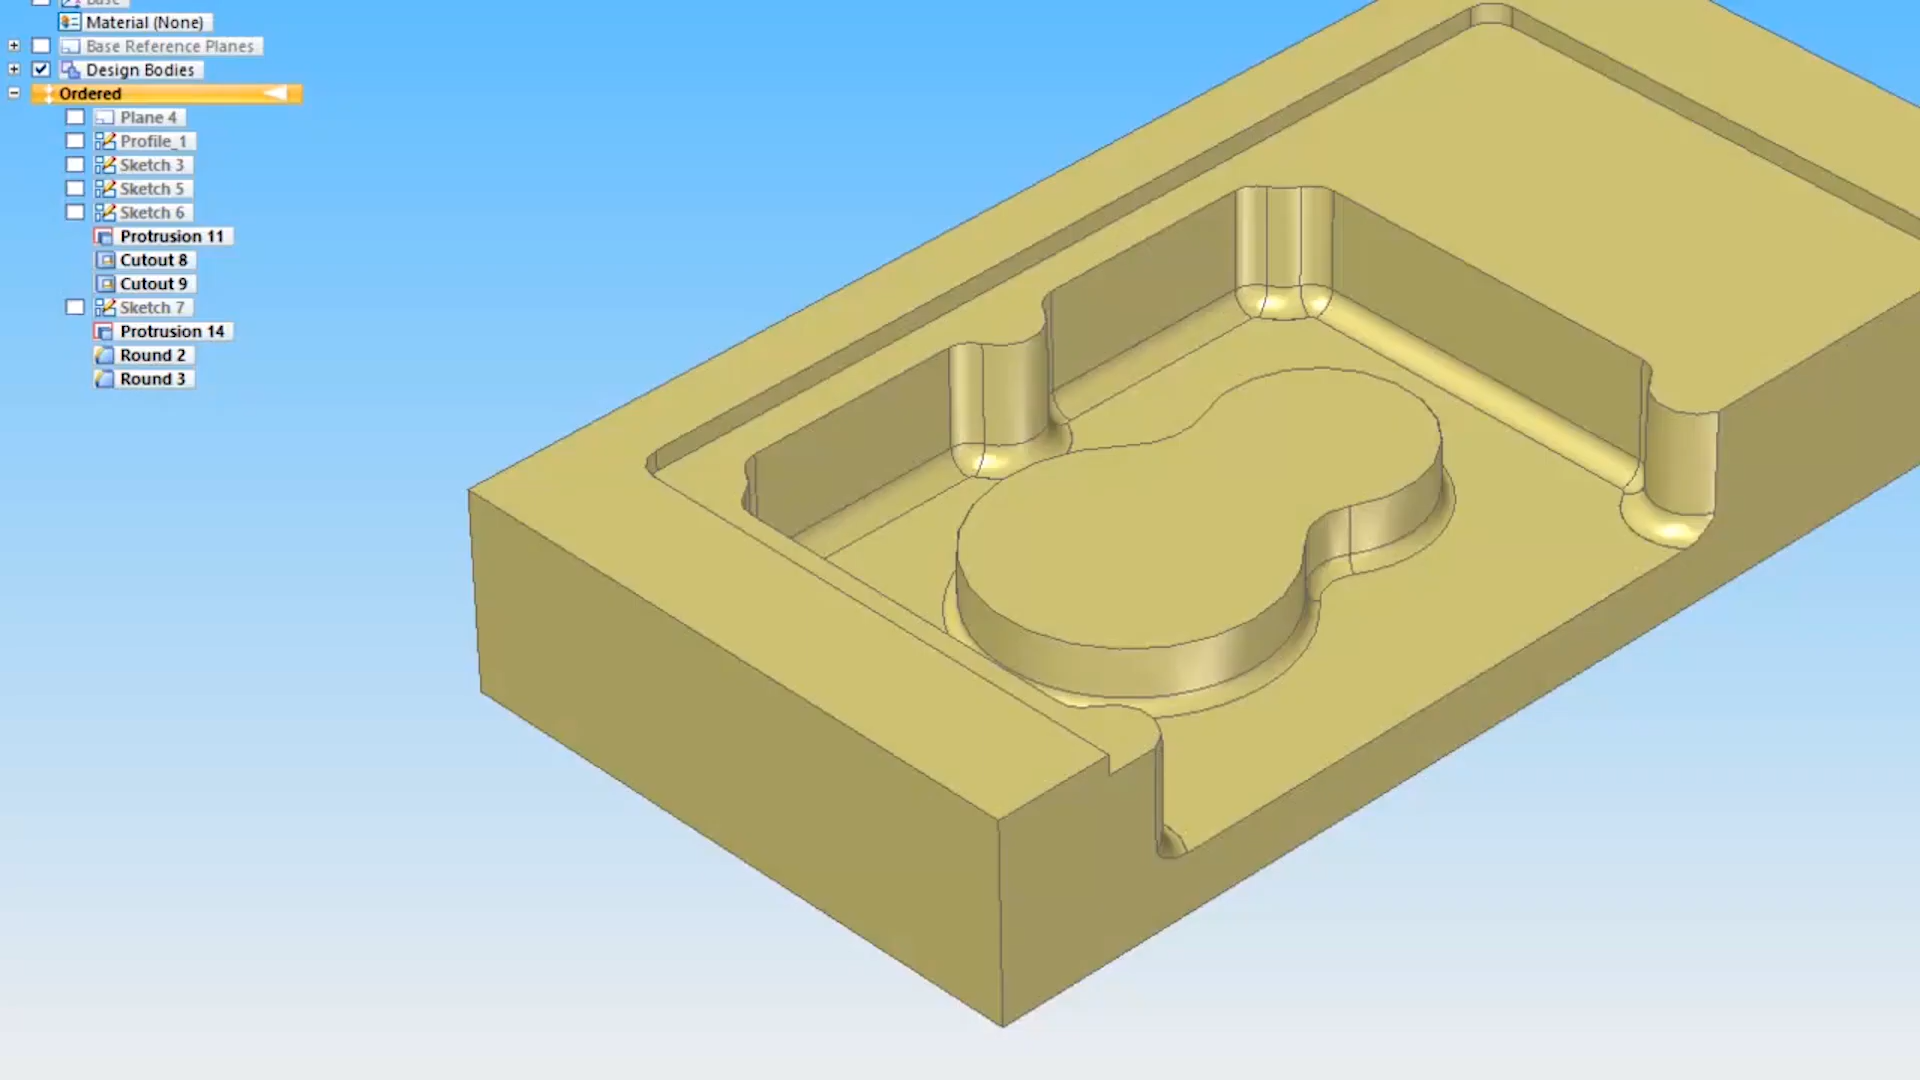 Base
Material (None)
Base Reference Planes
Design Bodies
Ordered
Plane 4
Profile_1
Sketch 3
Sketch 5
Sketch 6
Protrusion 11
Cutout 8
Cutout 9
Sketch 7
Protrusion 14
Round 2
Round 3